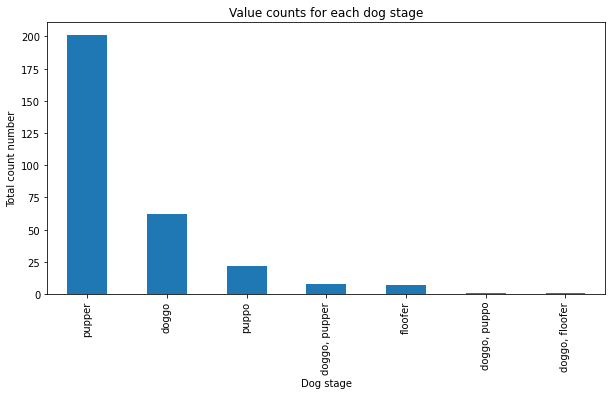 Value counts for each dog stage
Total count number
200
175
150
125
100
75
50
25
0
pupper
doggo
puppo
doggo, pupper
floofer
doggo, puppo
doggo, floofer
Dog stage